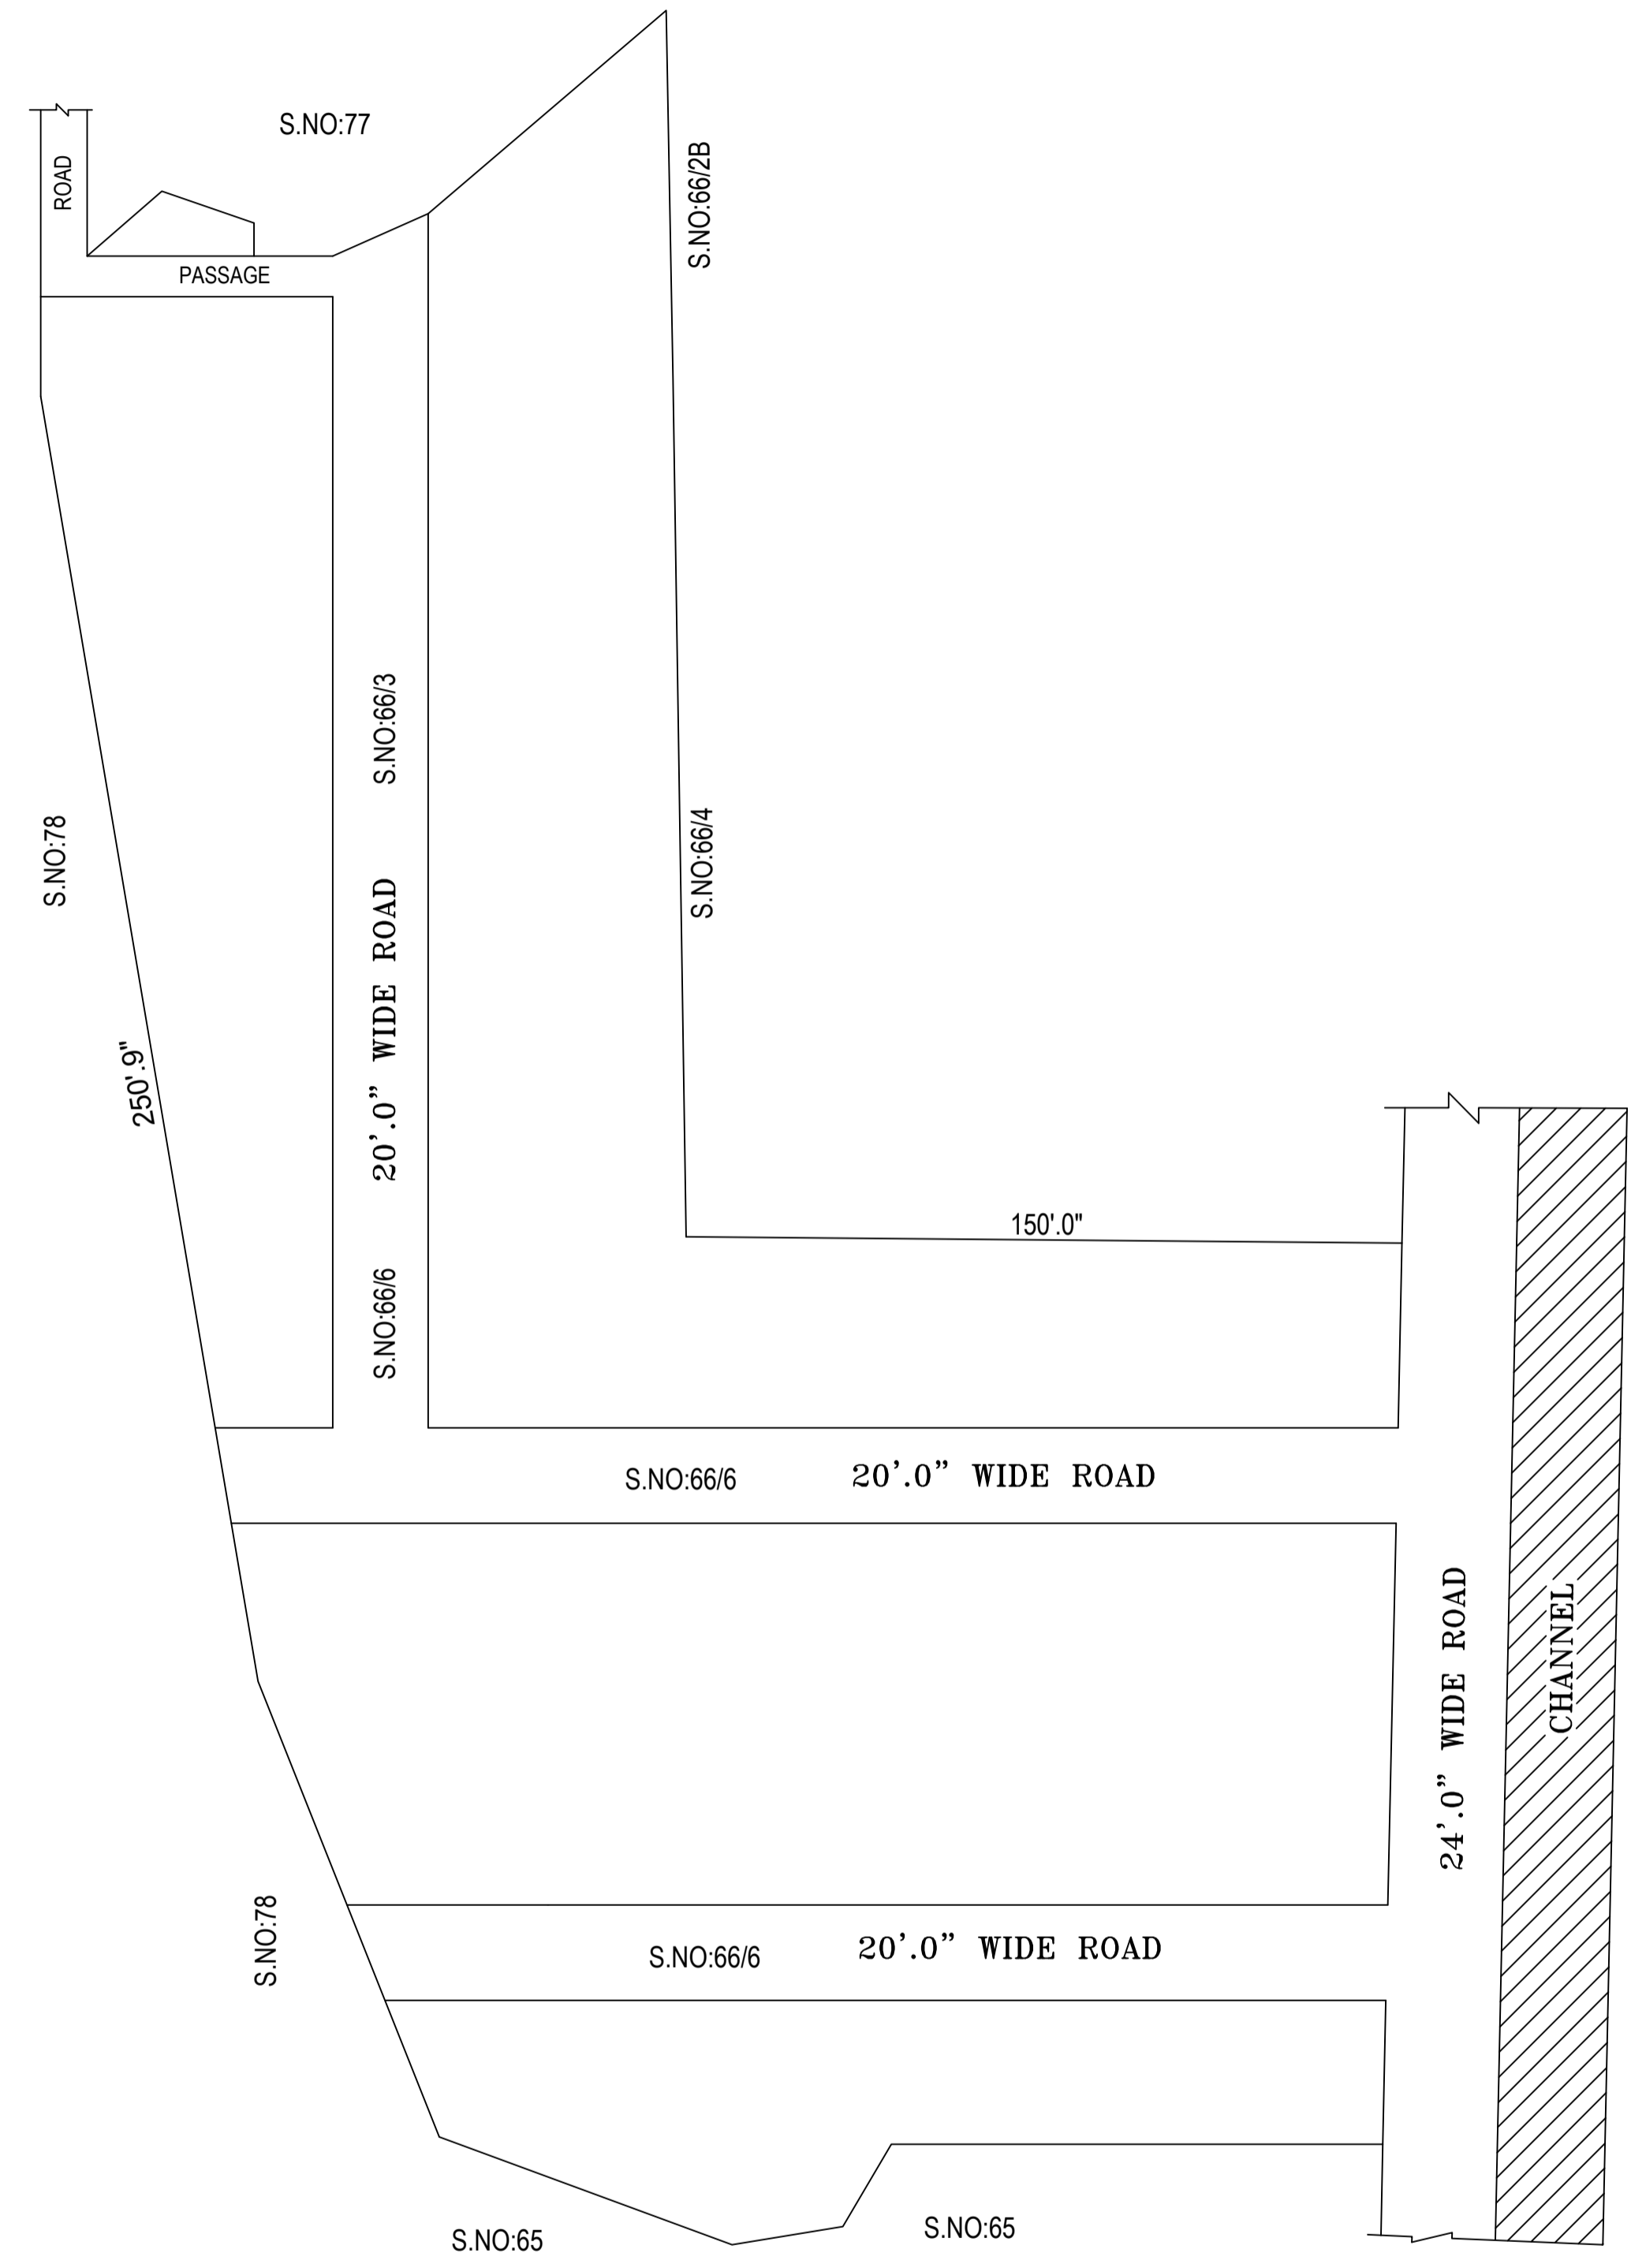 S.NO:77
ROAD
S.NO:66/2B
PASSAGE
S.NO:66/3
S.NO:78
S.NO:66/4
20'.0" WIDE ROAD
250'.9"
150'.0"
S.NO:66/6
S.NO:66/6
20'.0" WIDE ROAD
24'.0" WIDE ROAD
CHANNEL
S.NO:78
S.NO:66/6
20'.0" WIDE ROAD
S.NO:65
S.NO:65